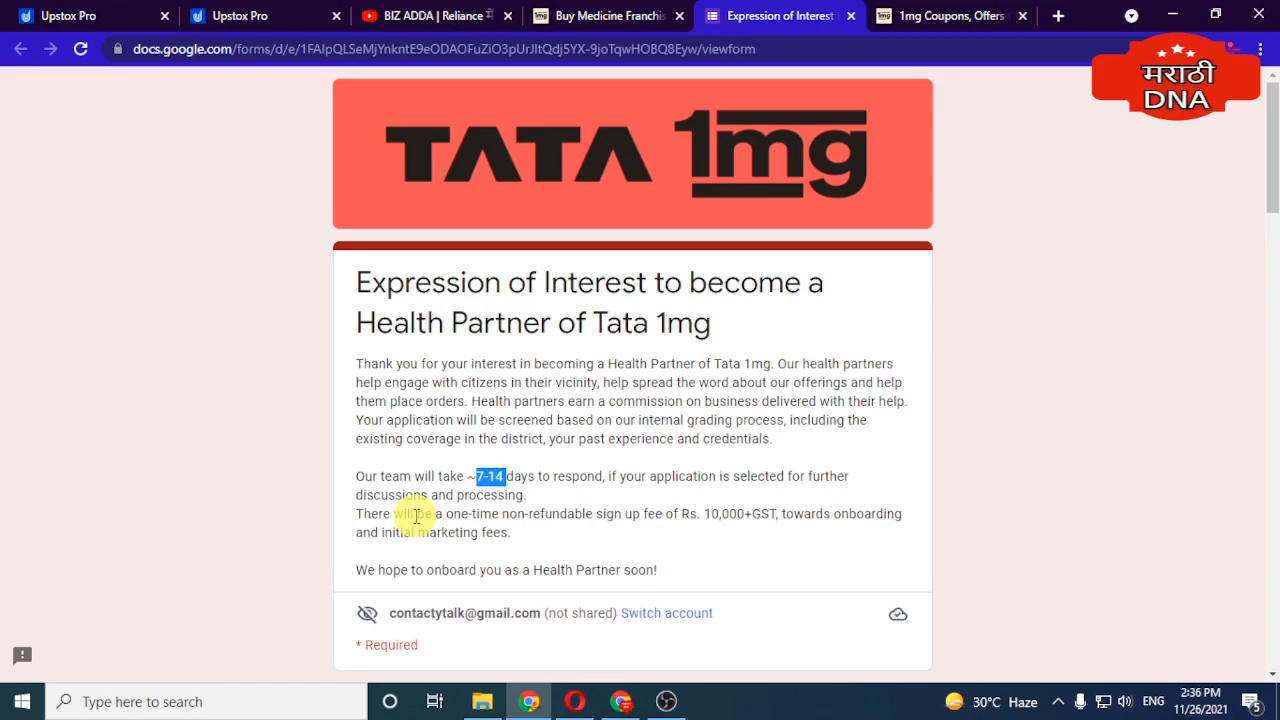 Upstox Pro
Upstox Pro
BIZ ADDA | Reliance
Buy Medicine Franchis
Expression of Interest
1mg Coupons, Offers
docs.google.com/forms/d/e/1FAIpQLSeMjYnkntE9eODAOFuZiO3pUrJItQdj5YX-9joTqwHOBQ8Eyw/viewform
मराठी
DNA
TATA 1mg
Expression of Interest to become a
Health Partner of Tata 1mg
Thank you for your interest in becoming a Health Partner of Tata 1mg. Our health partners
help engage with citizens in their vicinity, help spread the word about our offerings and help
them place orders. Health partners earn a commission on business delivered with their help.
Your application will be screened based on our internal grading process, including the
existing coverage in the district, your past experience and credentials.
Our team will take ~7-14 days to respond, if your application is selected for further
discussions and processing.
There will be a one-time non-refundable sign up fee of Rs. 10,000+GST, towards onboarding
and initial marketing fees.
We hope to onboard you as a Health Partner soon!
contactytalk@gmail.com (not shared) Switch account
* Required
Type here to search
30°C Haze
ENG
2:36 PM
11/26/2021
5